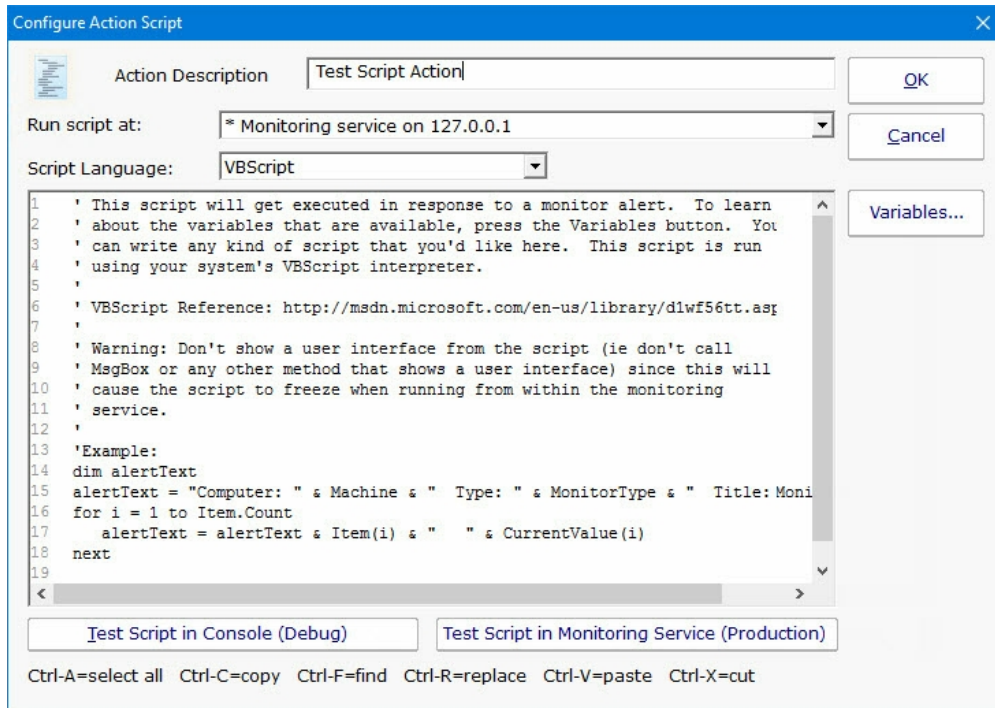 Configure Action Script
Action Description Test Script Action
OK
Run script at: * Monitoring service on 127.0.0.1
Cancel
Script Language: VBScript
Variables...
1 ' This script will get executed in response to a monitor alert.  To learn
2 ' about the variables that are available, press the Variables button.  You
3 ' can write any kind of script that you'd like here.  This script is run
4 ' using your system's VBScript interpreter.
5 '
6 ' VBScript Reference: http://msdn.microsoft.com/en-us/library/d1wf56tt.asp
7 '
8 ' Warning: Don't show a user interface from the script (ie don't call
9 ' MsgBox or any other method that shows a user interface) since this will
10 ' cause the script to freeze when running from within the monitoring
11 ' service.
12 '
13 'Example:
14 dim alertText
15 alertText = "Computer: " & Machine & "  Type: " & MonitorType & "  Title: Moni
16 for i = 1 to Item.Count
17    alertText = alertText & Item(i) & "   " & CurrentValue(i)
18 next
19
Test Script in Console (Debug) Test Script in Monitoring Service (Production)
Ctrl-A=select all Ctrl-C=copy Ctrl-F=find Ctrl-R=replace Ctrl-V=paste Ctrl-X=cut